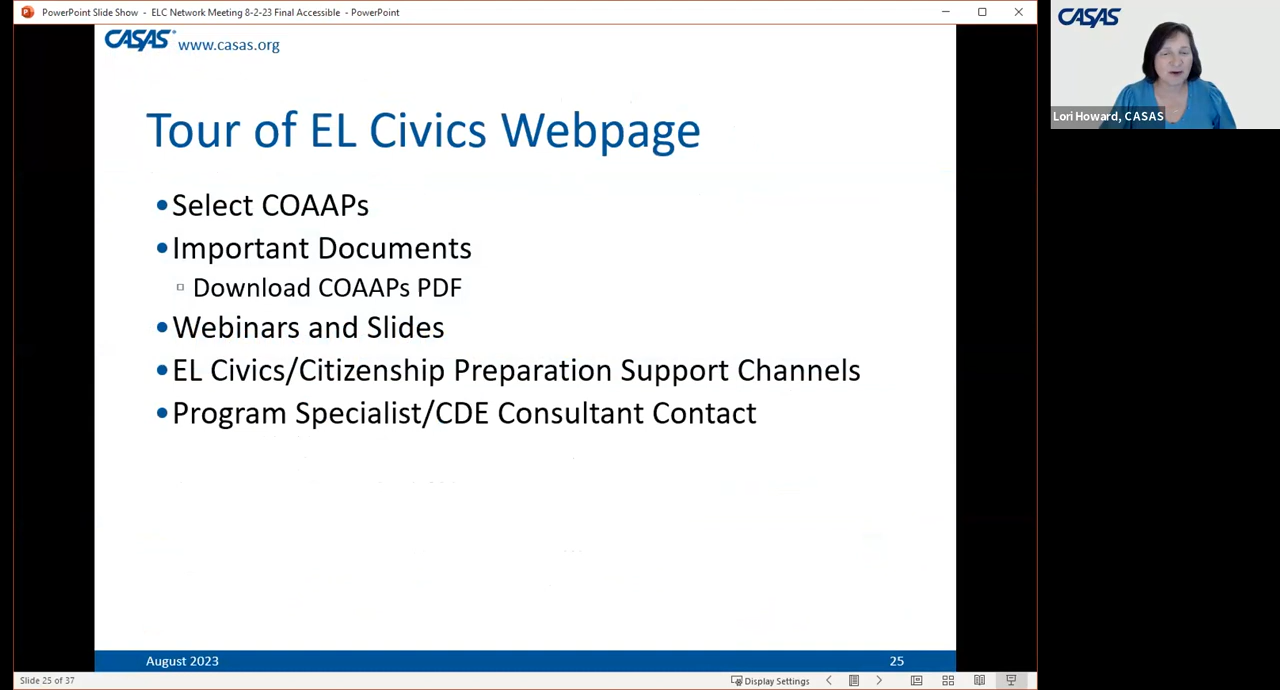 PowerPoint Slide Show - ELC Network Meeting 8-2-23 Final Accessible - PowerPoint
CASAS® www.casas.org
Tour of EL Civics Webpage
•Select COAAPs
•Important Documents
▫ Download COAAPs PDF
•Webinars and Slides
•EL Civics/Citizenship Preparation Support Channels
•Program Specialist/CDE Consultant Contact
August 2023
25
Slide 25 of 37
Display Settings
CASAS
Lori Howard, CASAS